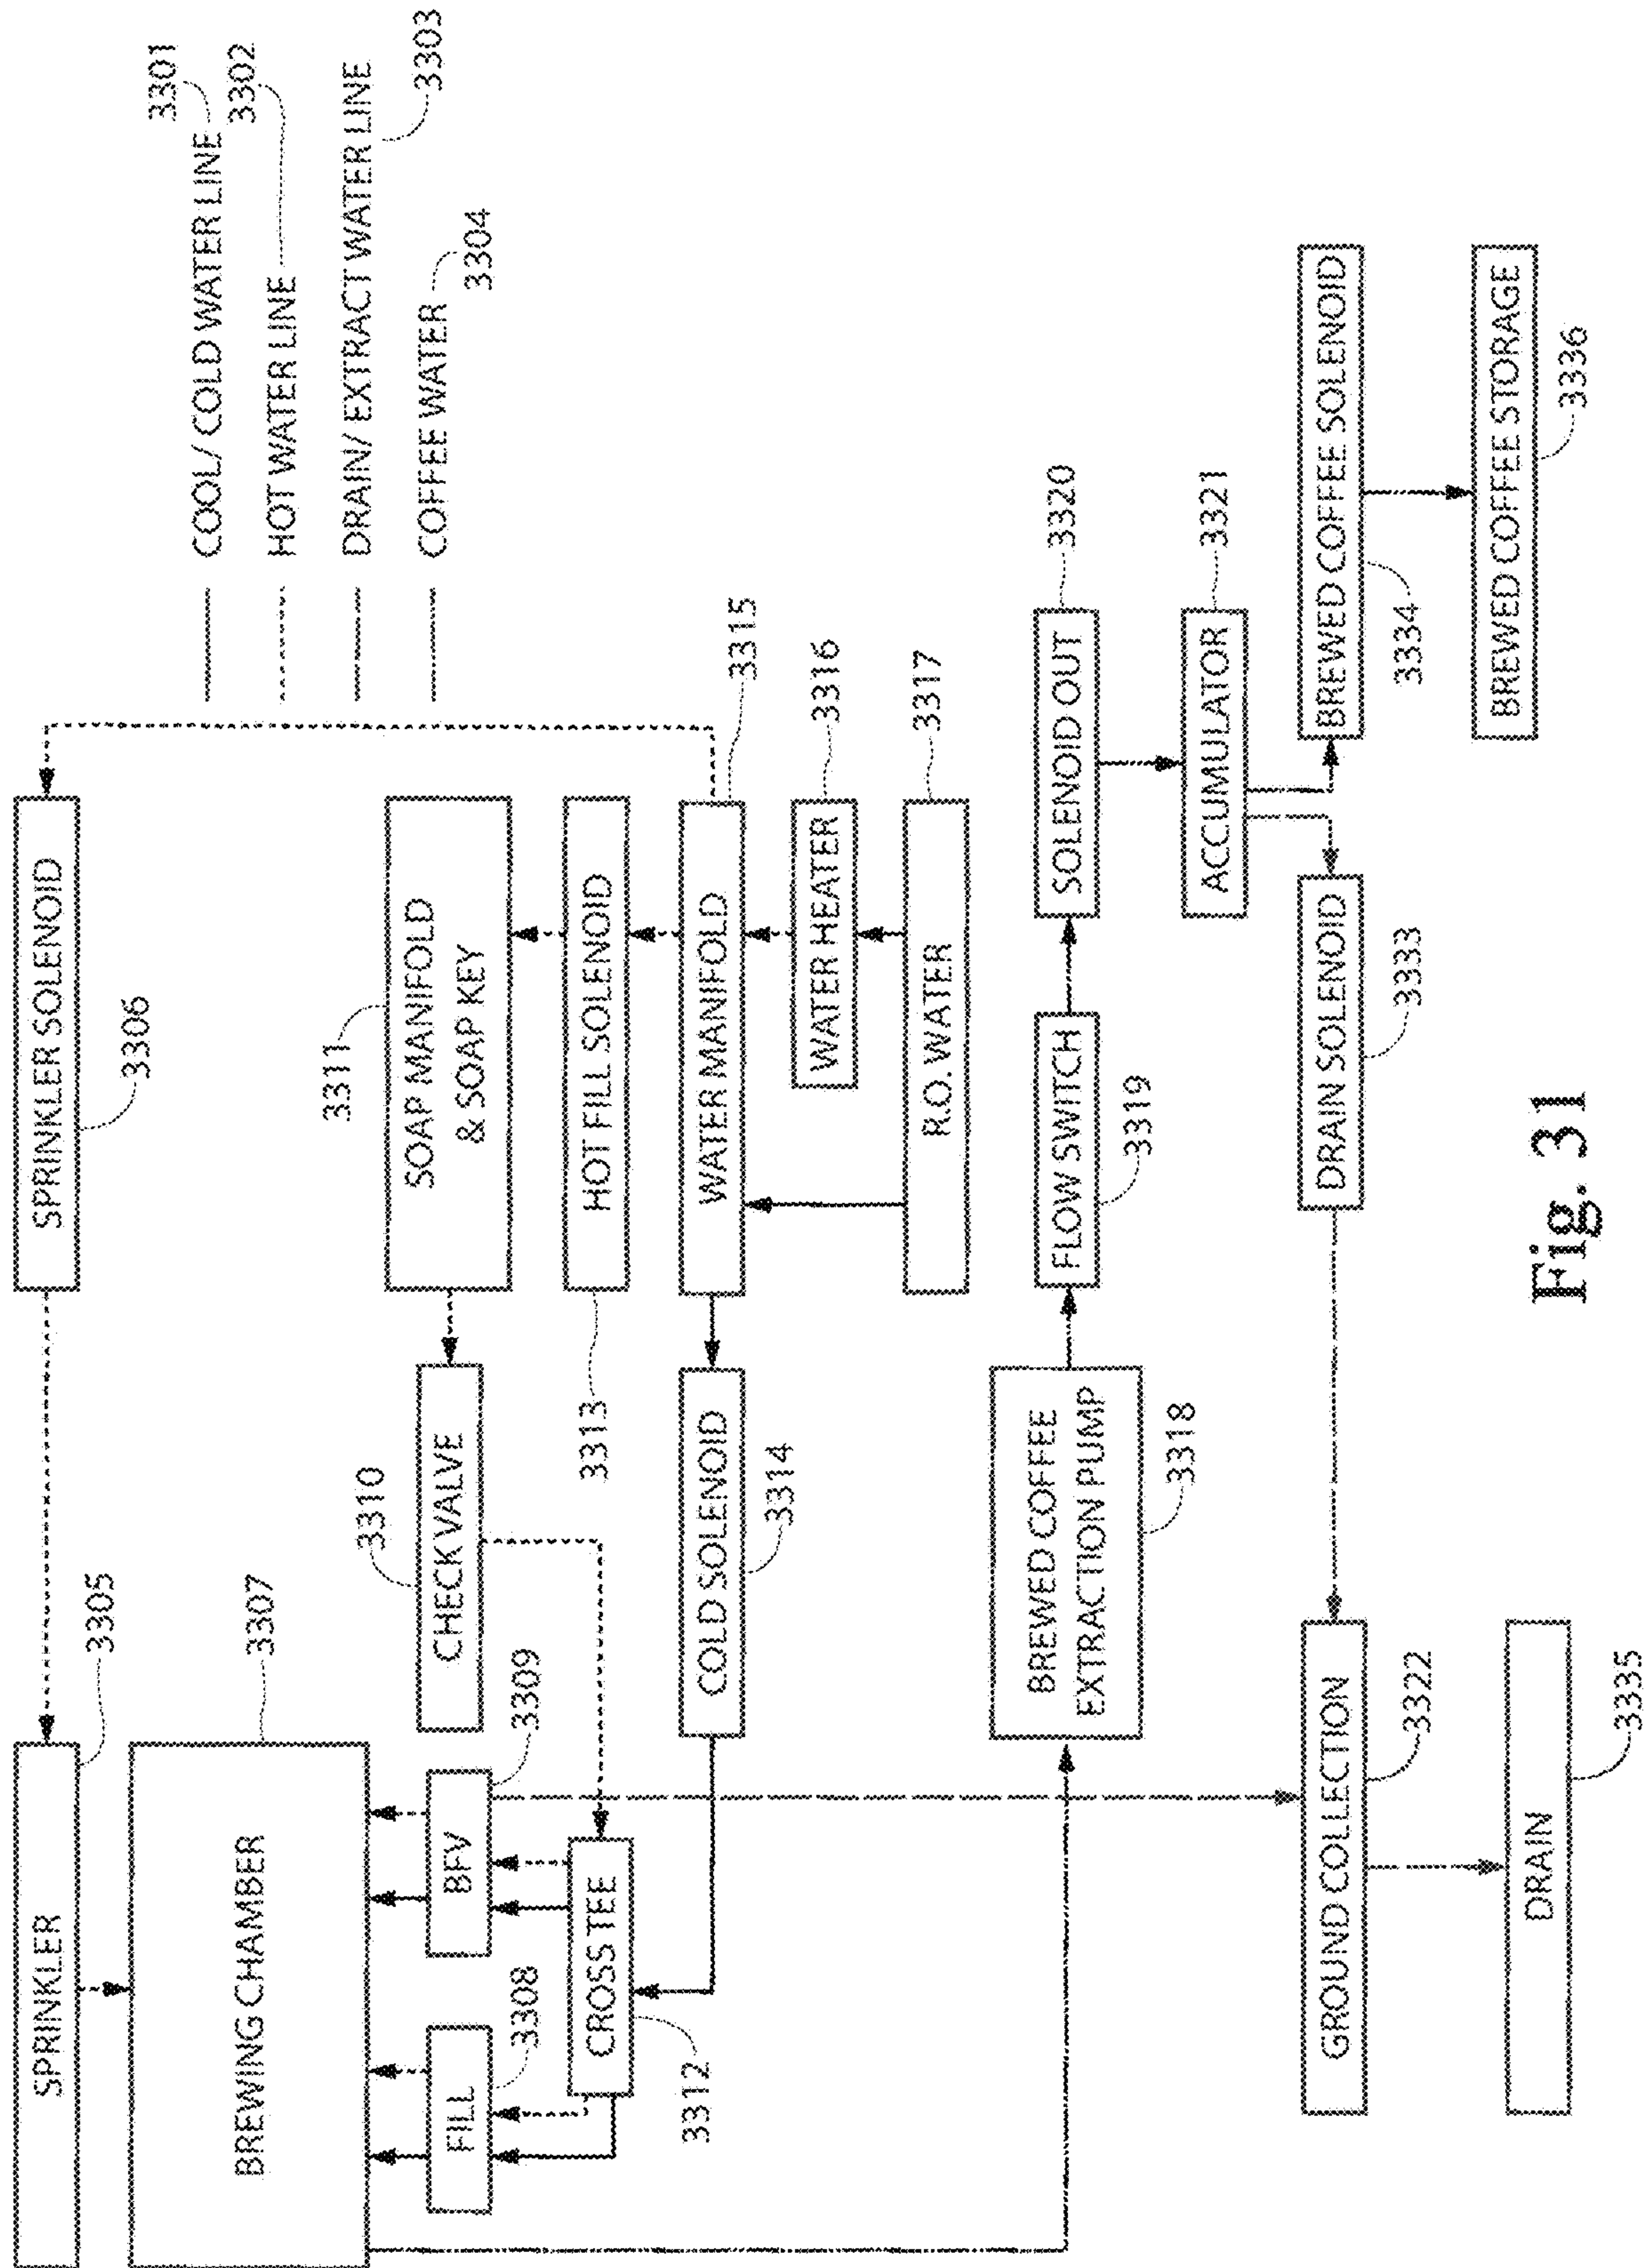 SPRINKLER
3305
SPRINKLER SOLENOID
3306
COOL/ COLD WATER LINE
3301
HOT WATER LINE
3302
DRAIN/ EXTRACT WATER LINE
3303
COFFEE WATER
3304
BREWING CHAMBER
3307
FILL
3308
BFV
3309
CROSS TEE
3312
CHECK VALVE
3310
SOAP MANIFOLD
& SOAP KEY
3311
HOT FILL SOLENOID
3313
COLD SOLENOID
3314
WATER MANIFOLD
3315
WATER HEATER
3316
R.O. WATER
3317
BREWED COFFEE
EXTRACTION PUMP
3318
FLOW SWITCH
3319
SOLENOID OUT
3320
ACCUMULATOR
3321
GROUND COLLECTION
3322
DRAIN SOLENOID
3333
BREWED COFFEE SOLENOID
3334
DRAIN
3335
BREWED COFFEE STORAGE
3336
Fig. 31